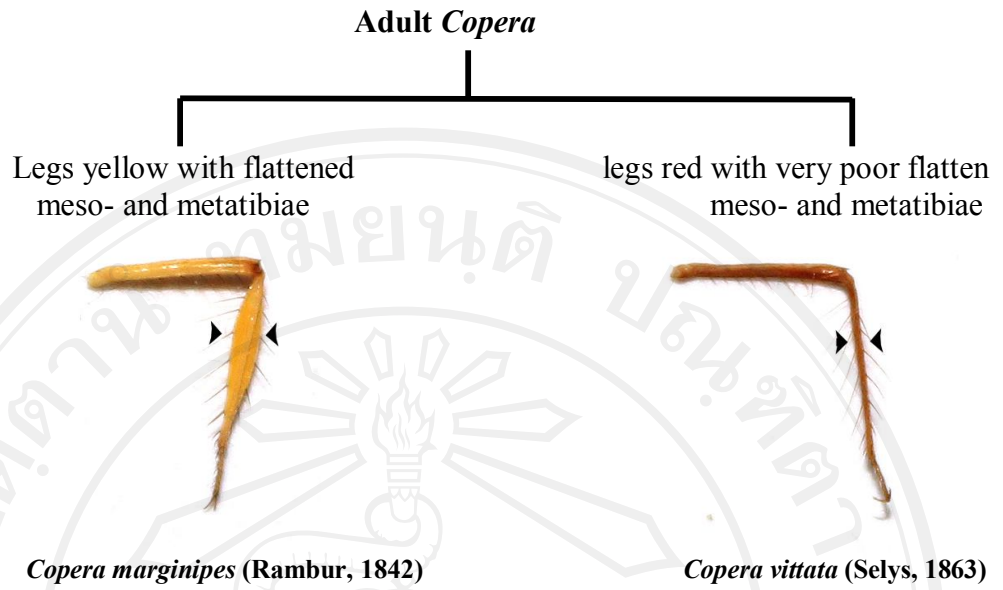 Adult Copera
Legs yellow with flattened
meso- and metatibiae
legs red with very poor flatten
meso- and metatibiae
Copera marginipes (Rambur, 1842)
Copera vittata (Selys, 1863)